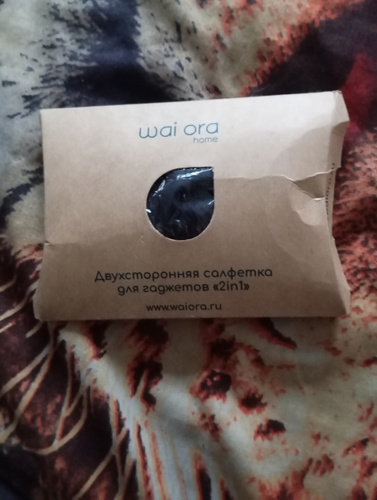 wai ora
home
Двухсторонняя салфетка
для гаджетов «2in1»
www.waiora.ru